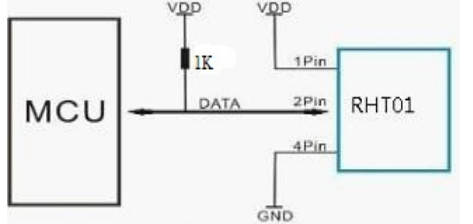 VDD
VDD
1K
1Pin
MCU
DATA
2Pin
RHT01
4Pin
GND